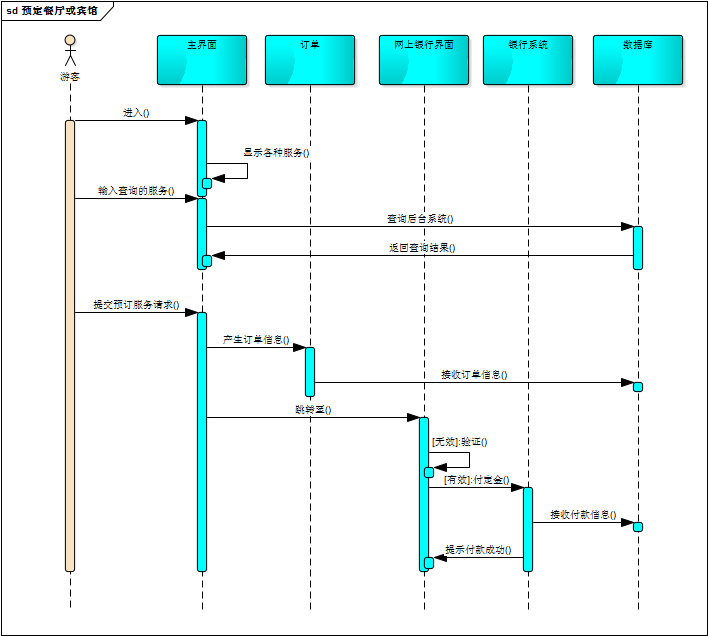 sd 预定餐厅或宾馆
主界面
订单
网上银行界面
银行系统
数据库
游客
进入()
显示各种服务()
输入查询的服务()
查询后台系统()
返回查询结果()
提交预订服务请求()
产生订单信息()
接收订单信息()
跳转至()
[无效]:验证()
[有效]:付定金()
接收付款信息()
提示付款成功()